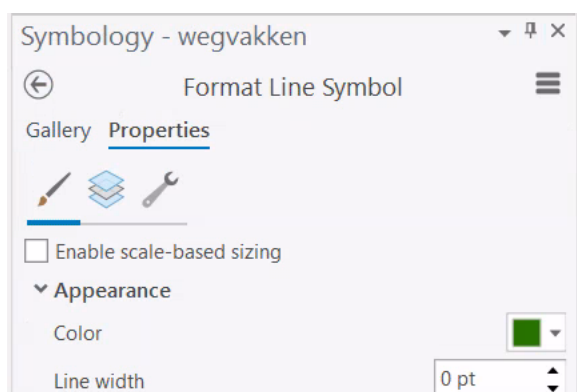 Symbology - wegvakken
Format Line Symbol
Gallery Properties
Enable scale-based sizing
Appearance
Color
Line width 0 pt